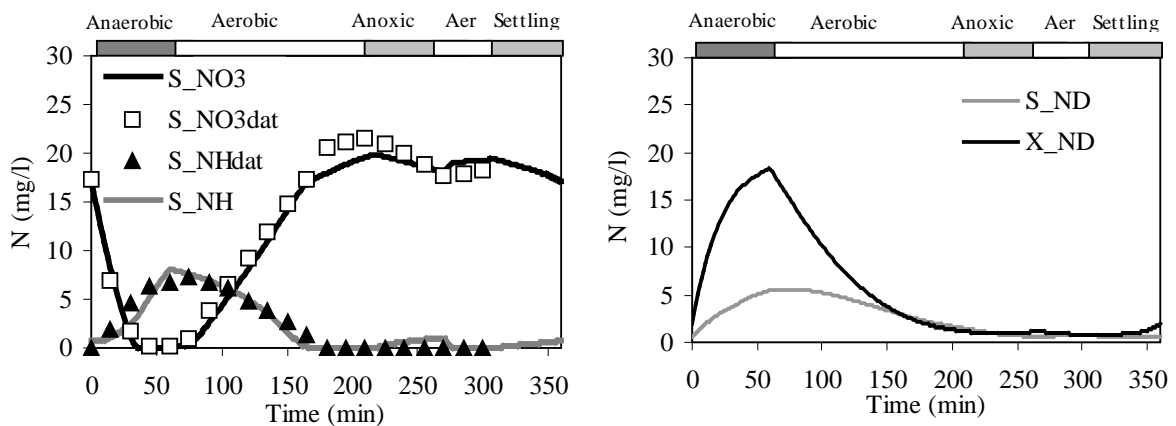 Anaerobic Aerobic Anoxic Aer Settling
30
25
20
15
10
5
0
N (mg/l)
S_NO3
S_NO3dat
S_NHdat
S_NH
0 50 100 150 200 250 300 350
Time (min)
Anaerobic Aerobic Anoxic Aer Settling
30
25
20
15
10
5
0
N (mg/l)
S_ND
X_ND
0 50 100 150 200 250 300 350
Time (min)